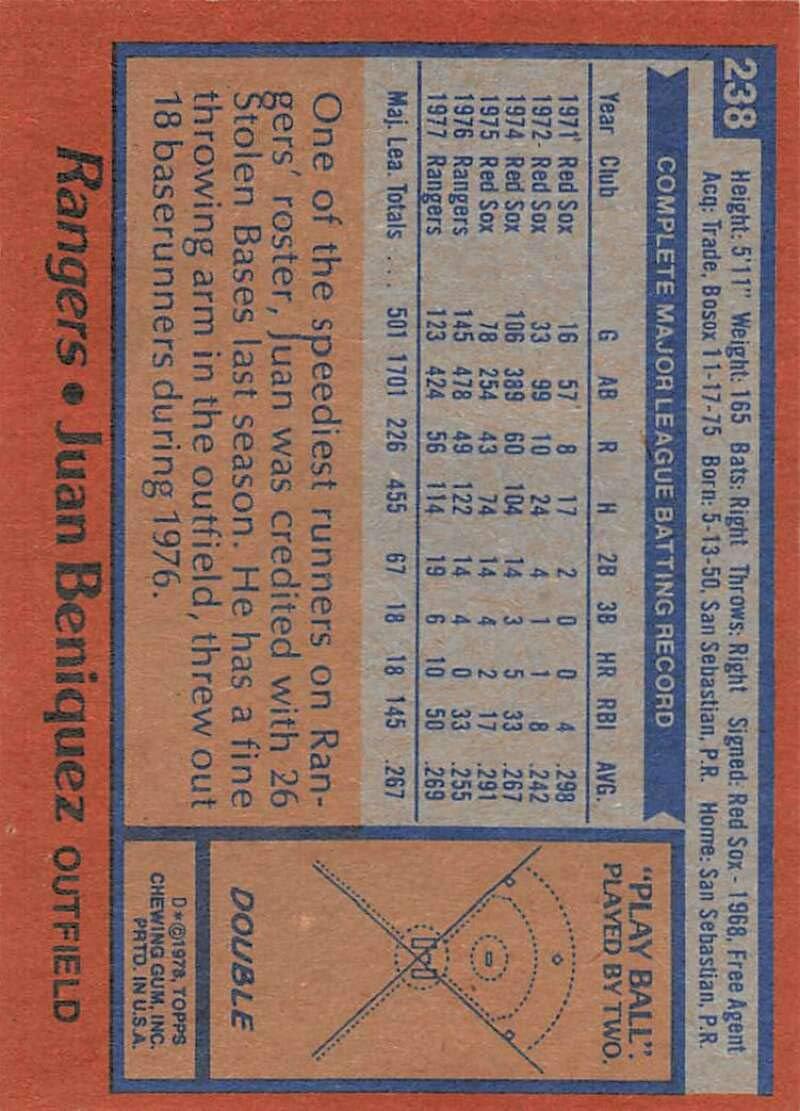 238
Height: 5'11" Weight: 165 Bats: Right Throws: Right Signed: Red Sox - 1968, Free Agent
Acq: Trade, Bosox 11-17-75 Born: 5-13-50, San Sebastian, P.R. Home: San Sebastian, P.R.
COMPLETE MAJOR LEAGUE BATTING RECORD
Year Club G AB R H 2B 3B HR RBI AVG.
1971 Red Sox 16 57 8 17 2 0 0 4 .298
1972 Red Sox 33 99 10 24 4 1 1 8 .242
1974 Red Sox 106 389 60 104 14 3 5 33 .267
1975 Red Sox 78 254 43 74 14 4 2 17 .291
1976 Rangers 145 478 49 122 14 4 0 33 .255
1977 Rangers 123 424 56 114 19 6 10 50 .269
Maj. Lea. Totals ... 501 1701 226 455 67 18 18 145 .267
One of the speediest runners on Ran-
gers' roster, Juan was credited with 26
Stolen Bases last season. He has a fine
throwing arm in the outfield, threw out
18 baserunners during 1976.
"PLAY BALL":
PLAYED BY TWO.
DOUBLE
D*©1978, TOPPS
CHEWING GUM, INC.
PRTD. IN U.S.A.
Rangers • Juan Beniquez OUTFIELD